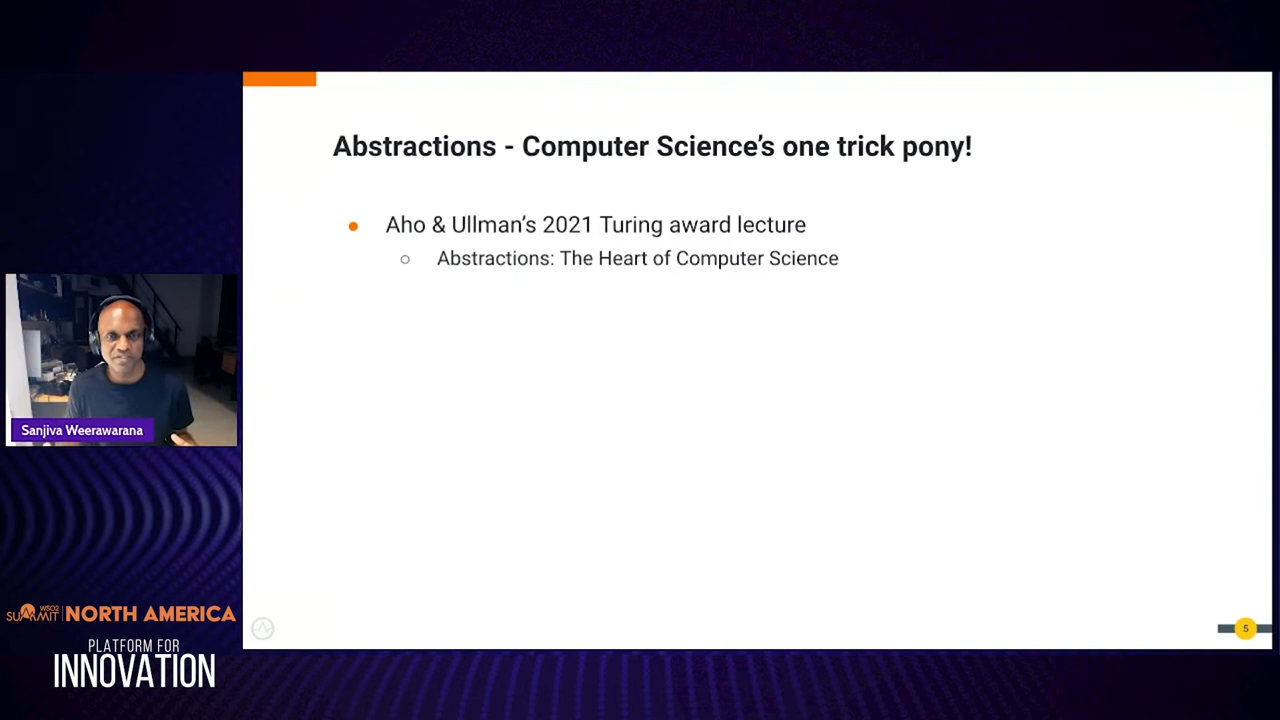 Abstractions - Computer Science's one trick pony!
Aho & Ullman's 2021 Turing award lecture
Abstractions: The Heart of Computer Science
Sanjiva Weerawarana
WSO2
SUMMIT NORTH AMERICA
PLATFORM FOR
INNOVATION
5